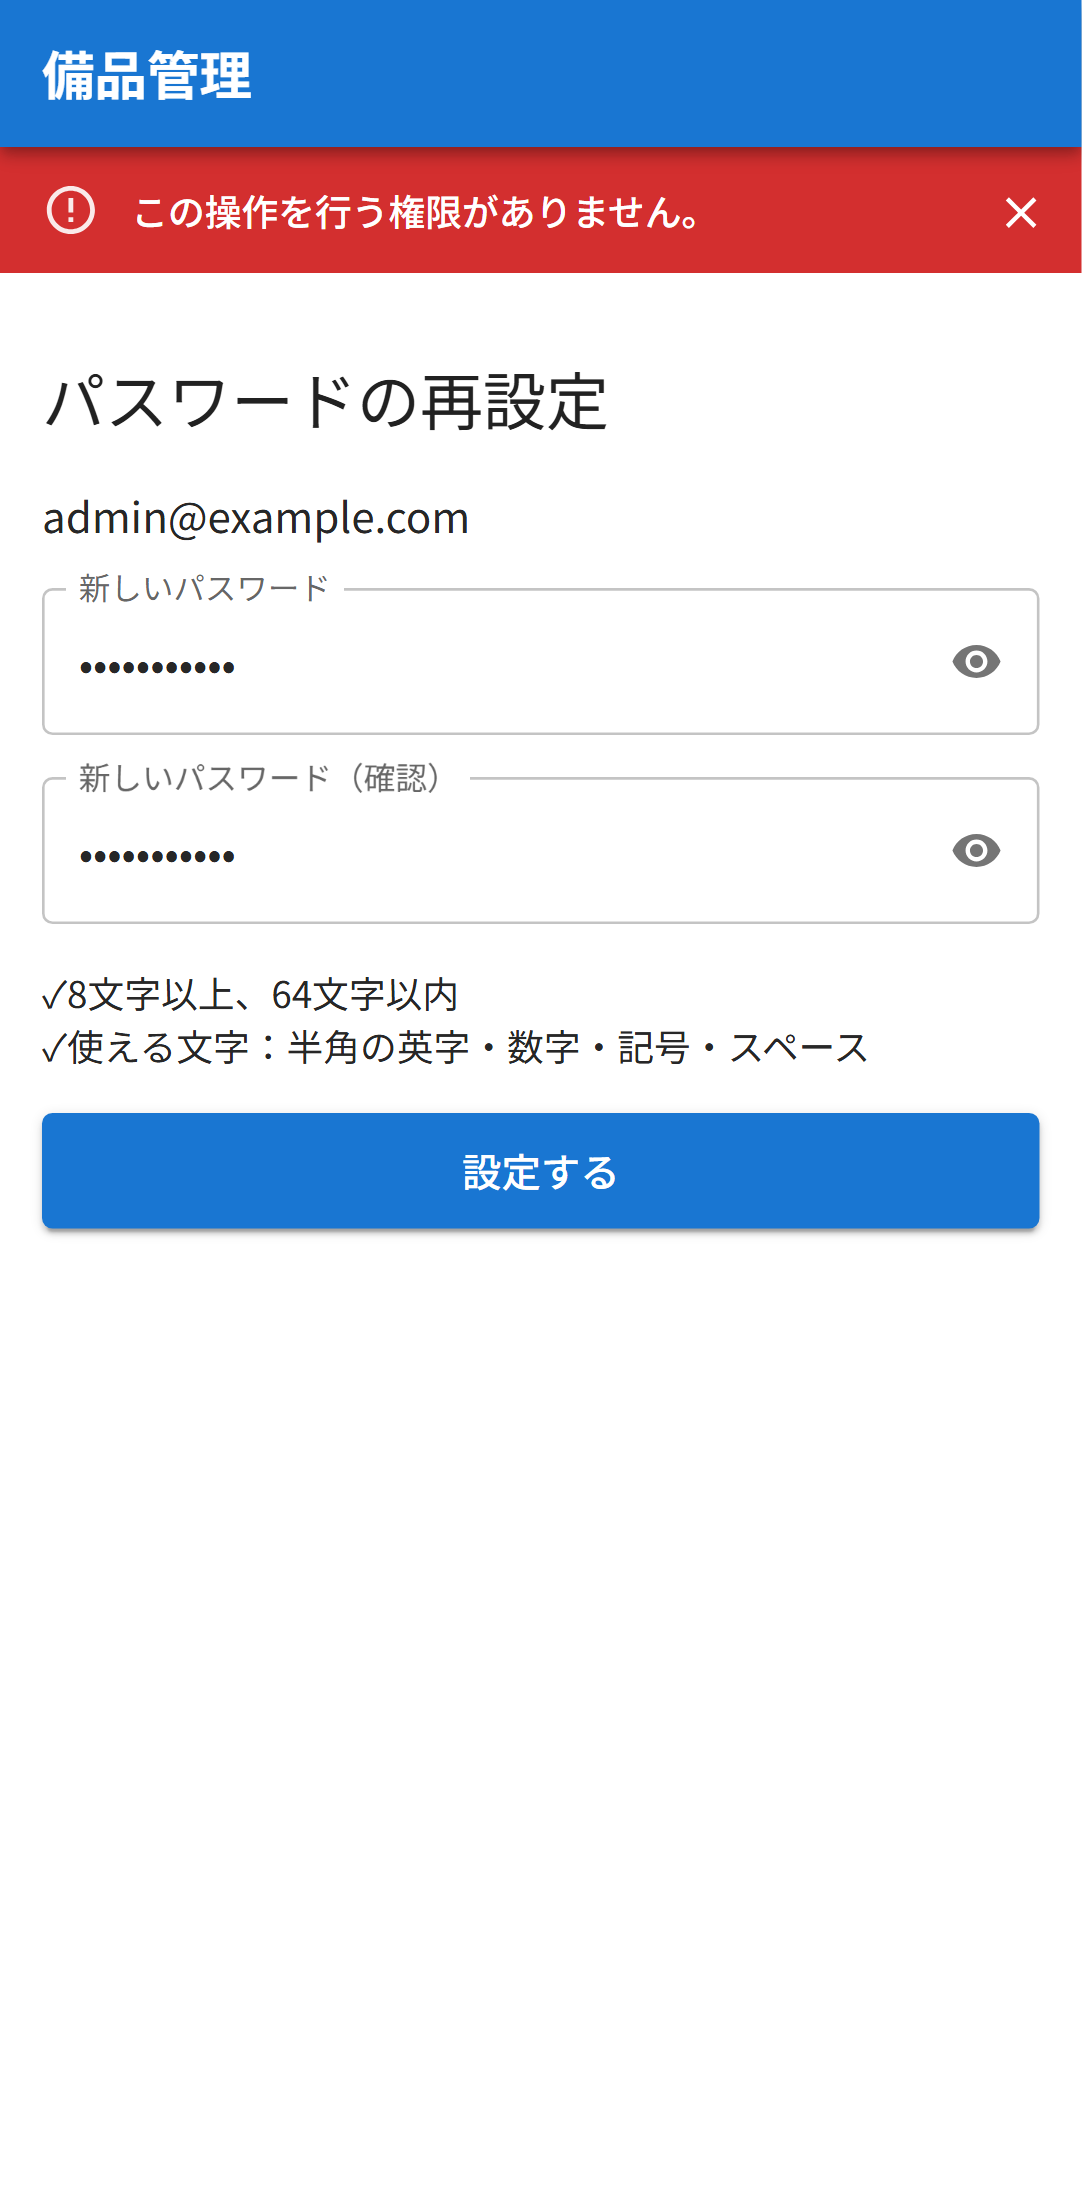 備品管理
この操作を行う権限がありません。
パスワードの再設定
admin@example.com
新しいパスワード
•••••••••••
新しいパスワード（確認）
•••••••••••
✓8文字以上、64文字以内
✓使える文字：半角の英字・数字・記号・スペース
設定する